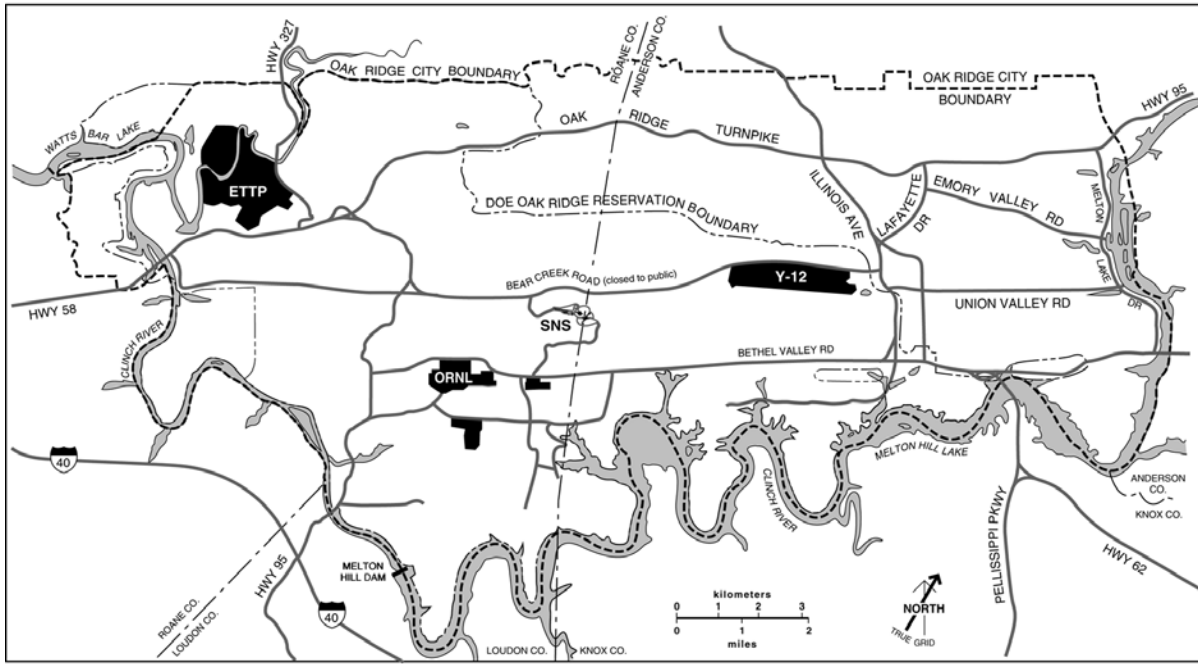 HWY 327
OAK RIDGE CITY BOUNDARY
ROANE CO.
ANDERSON CO.
OAK RIDGE CITY
BOUNDARY
HWY 95
WATTS BAR LAKE
OAK RIDGE TURNPIKE
ETTP
DOE OAK RIDGE RESERVATION BOUNDARY
ILLINOIS AVE
LAFAYETTE
DR
EMORY VALLEY RD
MELTON
LAKE
DR
BEAR CREEK ROAD (closed to public)
Y-12
HWY 58
SNS
UNION VALLEY RD
CLINCH RIVER
BETHEL VALLEY RD
ORNL
40
MELTON HILL LAKE
CLINCH RIVER
ANDERSON
CO.
KNOX CO.
PELLISSIPPI PKWY
HWY 62
HWY 95
MELTON
HILL DAM
40
ROANE CO.
LOUDON CO.
LOUDON CO.
KNOX CO.
kilometers
0 1 2 3
0 1 2
miles
NORTH
TRUE GRID